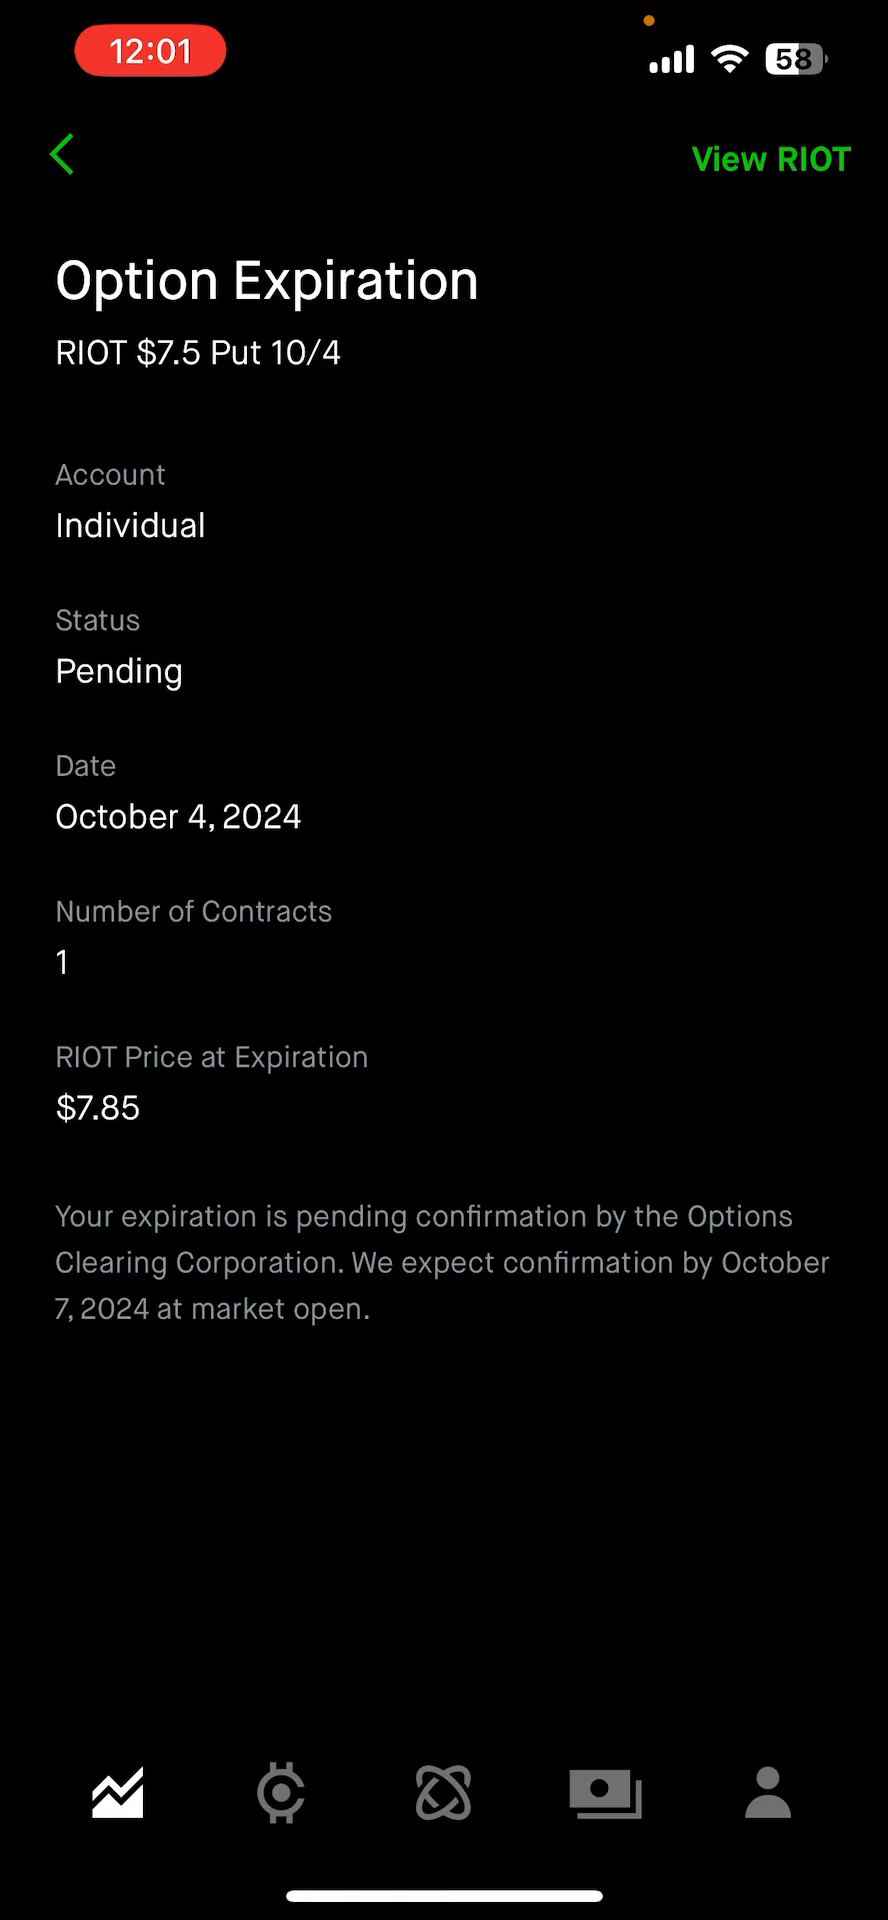 12:01
58
View RIOT
Option Expiration
RIOT $7.5 Put 10/4
Account
Individual
Status
Pending
Date
October 4, 2024
Number of Contracts
1
RIOT Price at Expiration
$7.85
Your expiration is pending confirmation by the Options
Clearing Corporation. We expect confirmation by October
7, 2024 at market open.